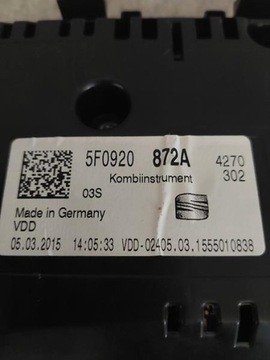 5F0920 872A 4270
Kombiinstrument 302
03S
Made in Germany
VDD
05.03.2015 14:05:33 VDD-02405.03.1555010838